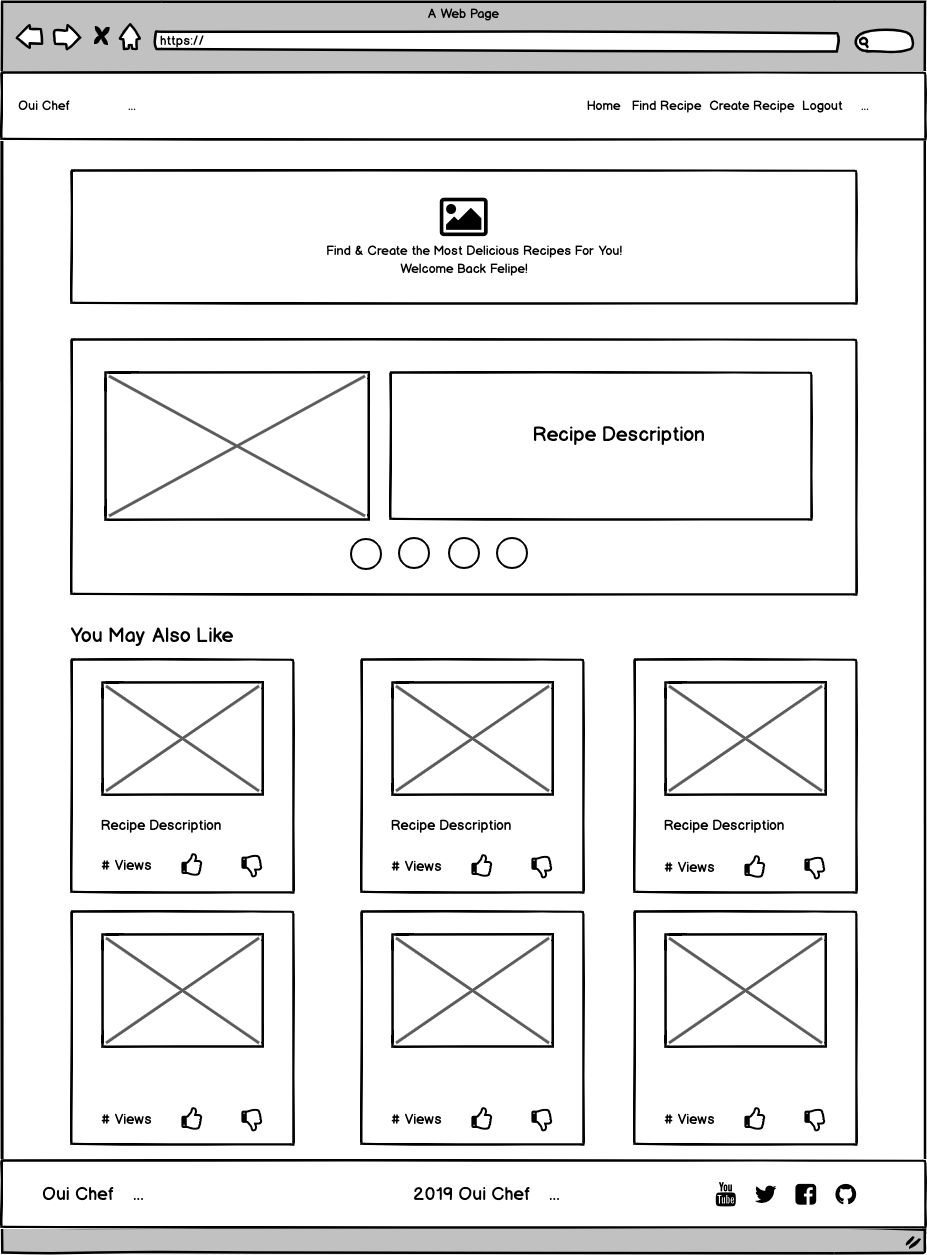 A Web Page
https://
Oui Chef ... Home Find Recipe Create Recipe Logout ...
Find & Create the Most Delicious Recipes For You!
Welcome Back Felipe!
Recipe Description
You May Also Like
Recipe Description Recipe Description Recipe Description
# Views # Views # Views
# Views # Views # Views
Oui Chef ... 2019 Oui Chef ... You Tube